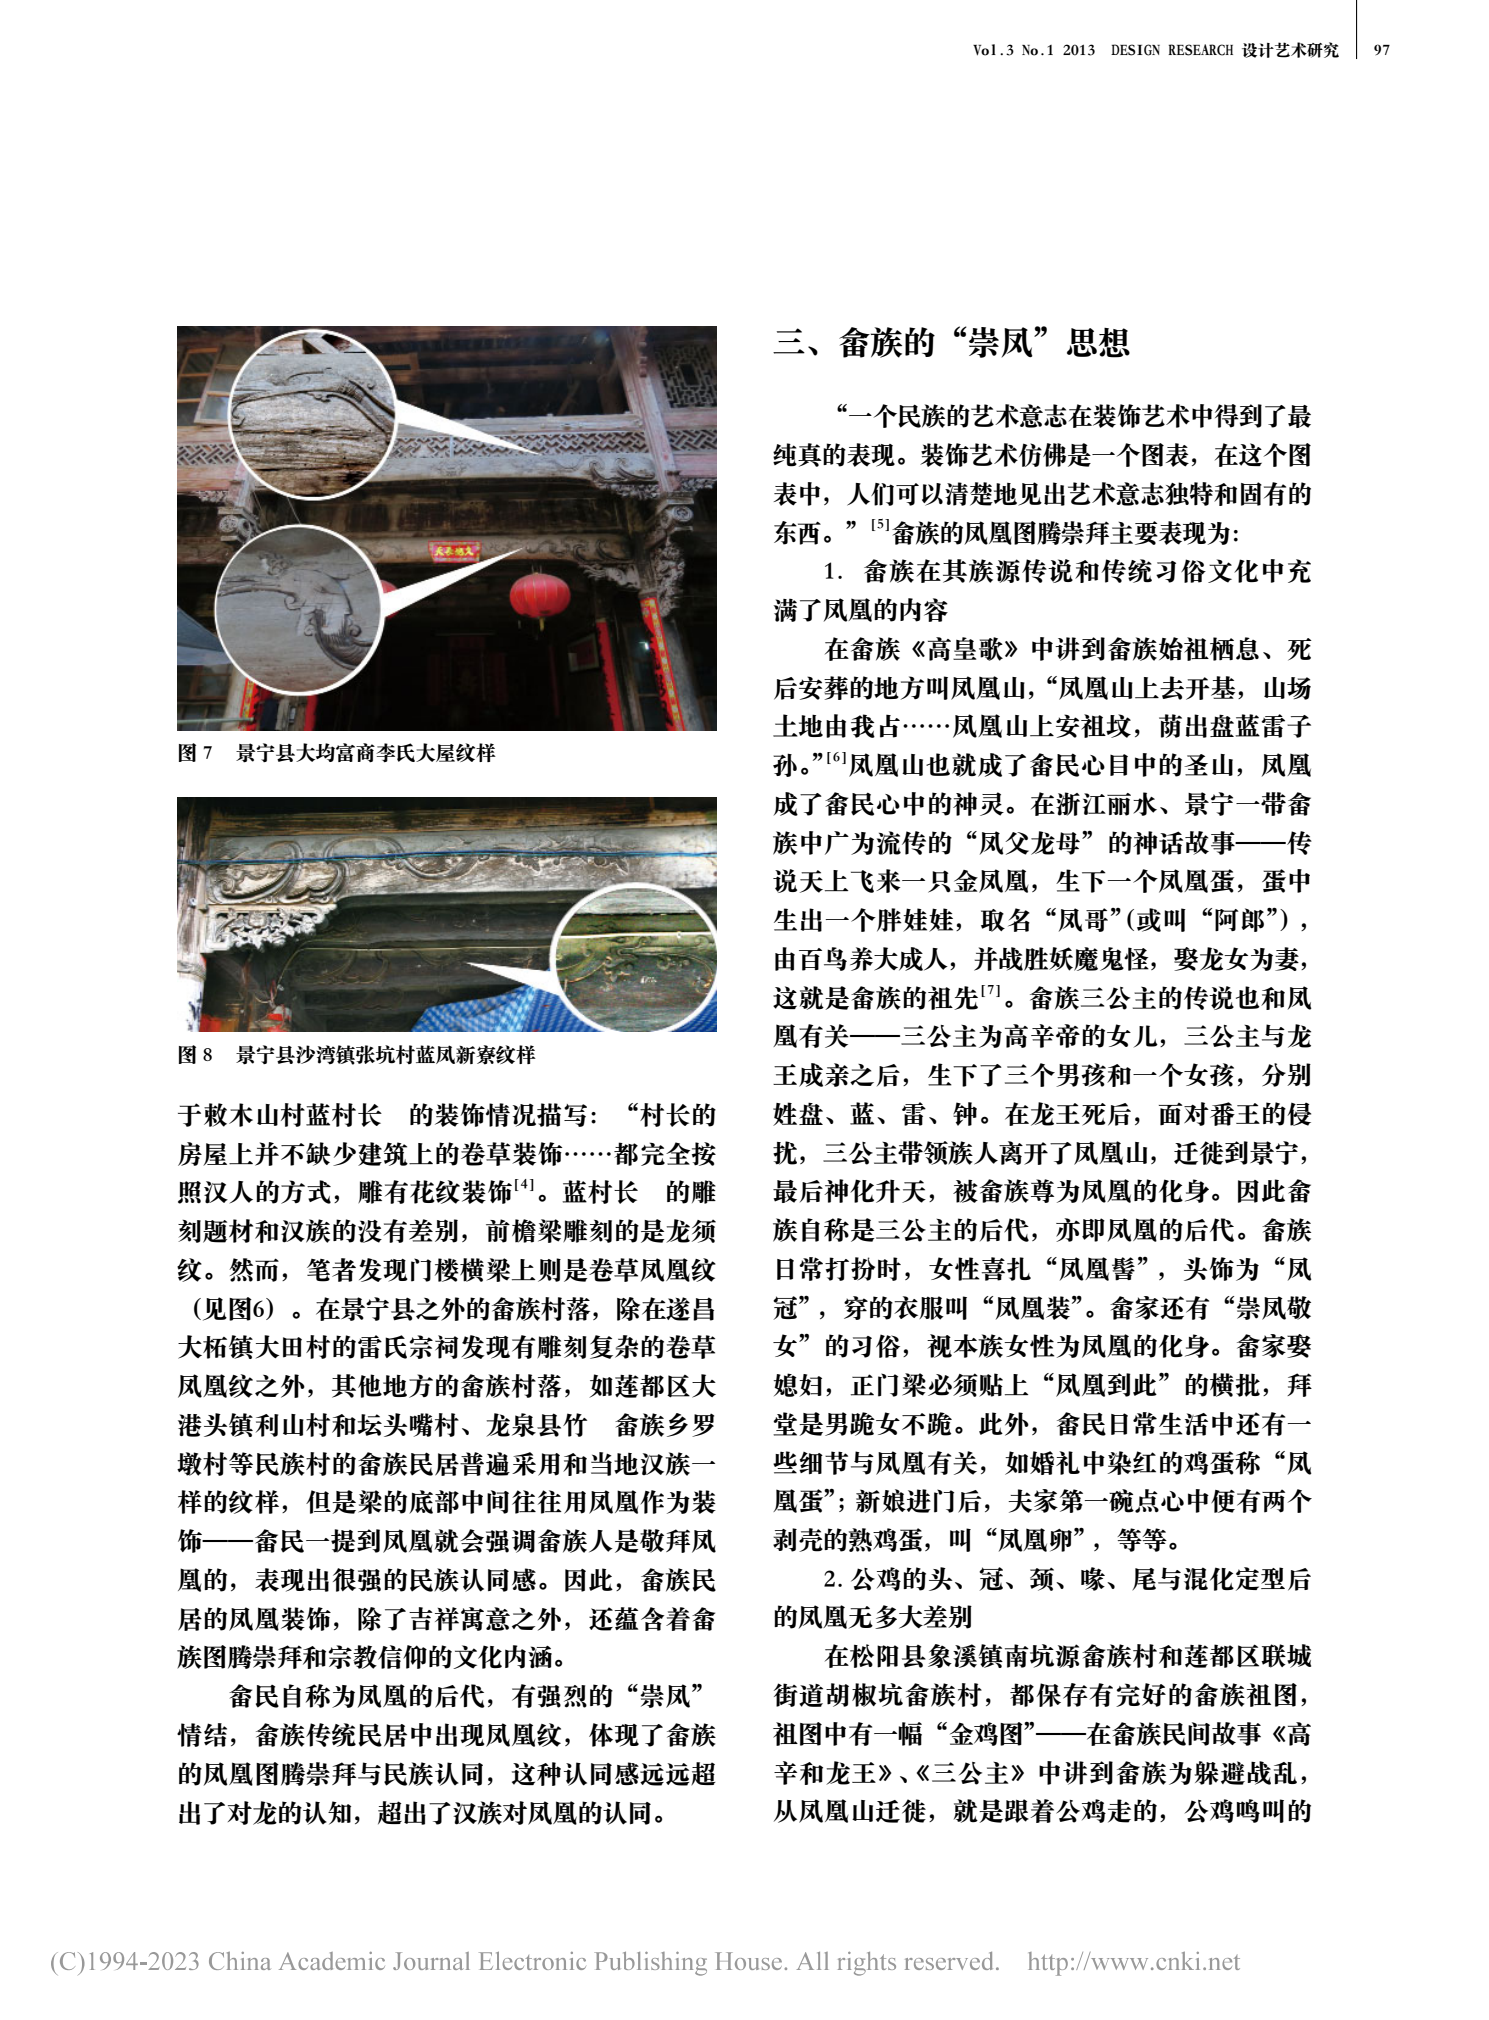 Vol.3 No.1 2013 DESIGN RESEARCH 设计艺术研究 97
图 7 景宁县大均富商李氏大屋纹样
图 8 景宁县沙湾镇张坑村蓝凤新寮纹样
于敕木山村蓝村长 的装饰情况描写：“村长的
房屋上并不缺少建筑上的卷草装饰……都完全按
照汉人的方式，雕有花纹装饰[4]。蓝村长 的雕
刻题材和汉族的没有差别，前檐梁雕刻的是龙须
纹。然而，笔者发现门楼横梁上则是卷草凤凰纹
（见图6）。在景宁县之外的畲族村落，除在遂昌
大柘镇大田村的雷氏宗祠发现有雕刻复杂的卷草
凤凰纹之外，其他地方的畲族村落，如莲都区大
港头镇利山村和坛头嘴村、龙泉县竹 畲族乡罗
墩村等民族村的畲族民居普遍采用和当地汉族一
样的纹样，但是梁的底部中间往往用凤凰作为装
饰——畲民一提到凤凰就会强调畲族人是敬拜凤
凰的，表现出很强的民族认同感。因此，畲族民
居的凤凰装饰，除了吉祥寓意之外，还蕴含着畲
族图腾崇拜和宗教信仰的文化内涵。
畲民自称为凤凰的后代，有强烈的“崇凤”
情结，畲族传统民居中出现凤凰纹，体现了畲族
的凤凰图腾崇拜与民族认同，这种认同感远远超
出了对龙的认知，超出了汉族对凤凰的认同。
三、畲族的“崇凤”思想
“一个民族的艺术意志在装饰艺术中得到了最
纯真的表现。装饰艺术仿佛是一个图表，在这个图
表中，人们可以清楚地见出艺术意志独特和固有的
东西。”[5]畲族的凤凰图腾崇拜主要表现为：
1. 畲族在其族源传说和传统习俗文化中充
满了凤凰的内容
在畲族《高皇歌》中讲到畲族始祖栖息、死
后安葬的地方叫凤凰山，“凤凰山上去开基，山场
土地由我占……凤凰山上安祖坟，荫出盘蓝雷子
孙。”[6]凤凰山也就成了畲民心目中的圣山，凤凰
成了畲民心中的神灵。在浙江丽水、景宁一带畲
族中广为流传的“凤父龙母”的神话故事——传
说天上飞来一只金凤凰，生下一个凤凰蛋，蛋中
生出一个胖娃娃，取名“凤哥”（或叫“阿郎”），
由百鸟养大成人，并战胜妖魔鬼怪，娶龙女为妻，
这就是畲族的祖先[7]。畲族三公主的传说也和凤
凰有关——三公主为高辛帝的女儿，三公主与龙
王成亲之后，生下了三个男孩和一个女孩，分别
姓盘、蓝、雷、钟。在龙王死后，面对番王的侵
扰，三公主带领族人离开了凤凰山，迁徙到景宁，
最后神化升天，被畲族尊为凤凰的化身。因此畲
族自称是三公主的后代，亦即凤凰的后代。畲族
日常打扮时，女性喜扎“凤凰髻”，头饰为“凤
冠”，穿的衣服叫“凤凰装”。畲家还有“崇凤敬
女”的习俗，视本族女性为凤凰的化身。畲家娶
媳妇，正门梁必须贴上“凤凰到此”的横批，拜
堂是男跪女不跪。此外，畲民日常生活中还有一
些细节与凤凰有关，如婚礼中染红的鸡蛋称“凤
凰蛋”；新娘进门后，夫家第一碗点心中便有两个
剥壳的熟鸡蛋，叫“凤凰卵”，等等。
2. 公鸡的头、冠、颈、喙、尾与混化定型后
的凤凰无多大差别
在松阳县象溪镇南坑源畲族村和莲都区联城
街道胡椒坑畲族村，都保存有完好的畲族祖图，
祖图中有一幅“金鸡图”——在畲族民间故事《高
辛和龙王》、《三公主》中讲到畲族为躲避战乱，
从凤凰山迁徙，就是跟着公鸡走的，公鸡鸣叫的
(C)1994-2023 China Academic Journal Electronic Publishing House. All rights reserved. http://www.cnki.net